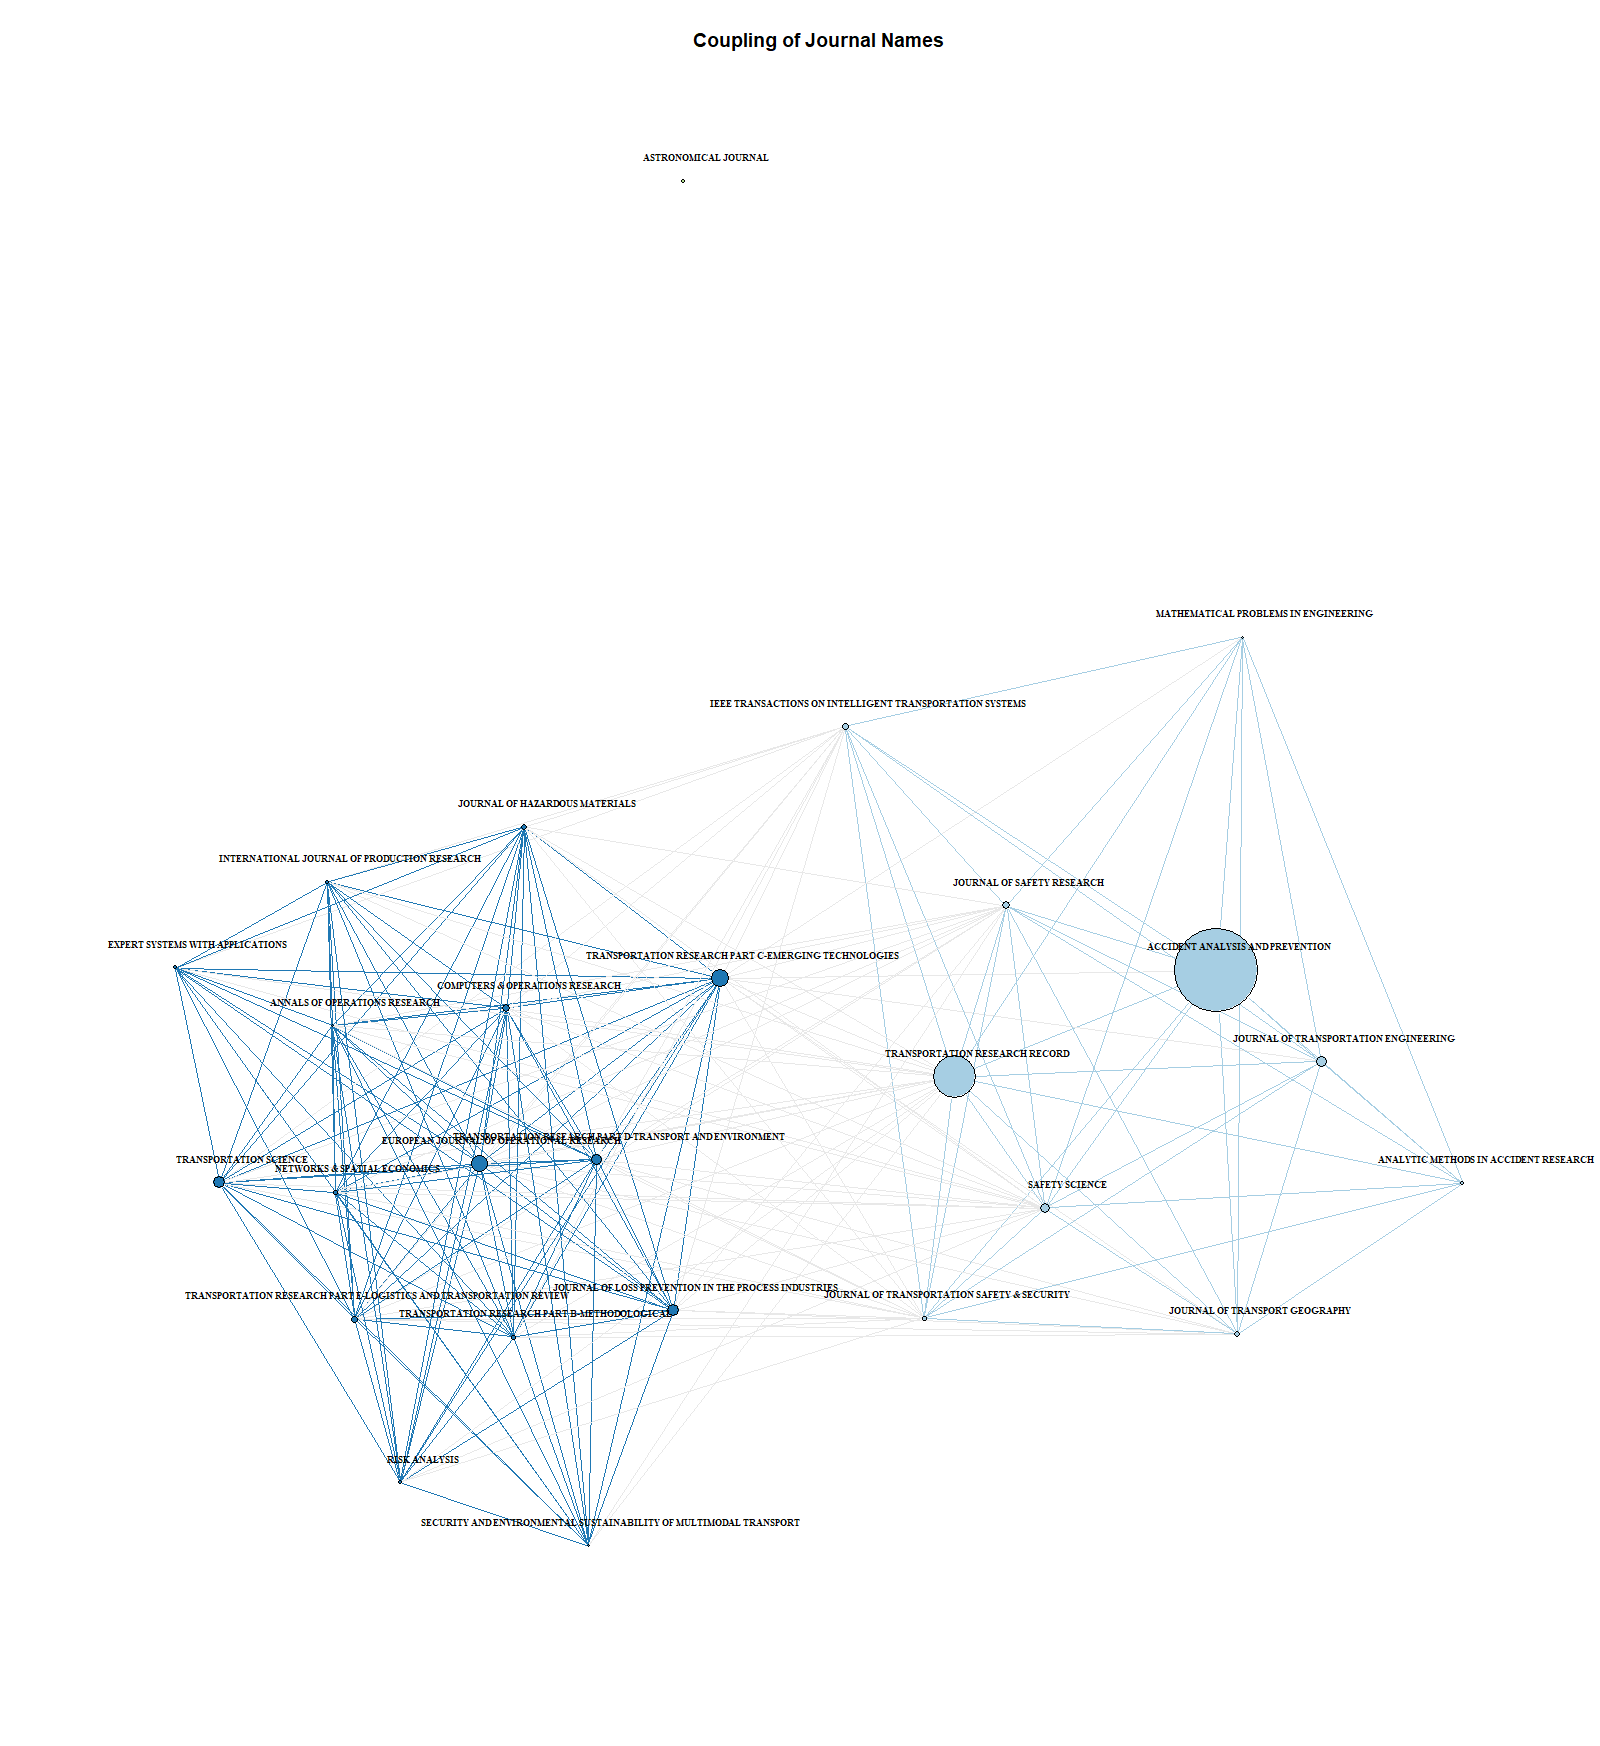 Coupling of Journal Names
ASTRONOMICAL JOURNAL
MATHEMATICAL PROBLEMS IN ENGINEERING
IEEE TRANSACTIONS ON INTELLIGENT TRANSPORTATION SYSTEMS
JOURNAL OF HAZARDOUS MATERIALS
INTERNATIONAL JOURNAL OF PRODUCTION RESEARCH
JOURNAL OF SAFETY RESEARCH
EXPERT SYSTEMS WITH APPLICATIONS
ACCIDENT ANALYSIS AND PREVENTION
TRANSPORTATION RESEARCH PART C-EMERGING TECHNOLOGIES
COMPUTERS & OPERATIONS RESEARCH
ANNALS OF OPERATIONS RESEARCH
JOURNAL OF TRANSPORTATION ENGINEERING
TRANSPORTATION RESEARCH RECORD
TRANSPORTATION RESEARCH PART D-TRANSPORT AND ENVIRONMENT
EUROPEAN JOURNAL OF OPERATIONAL RESEARCH
TRANSPORTATION SCIENCE
ANALYTIC METHODS IN ACCIDENT RESEARCH
NETWORKS & SPATIAL ECONOMICS
SAFETY SCIENCE
JOURNAL OF LOSS PREVENTION IN THE PROCESS INDUSTRIES
TRANSPORTATION RESEARCH PART E-LOGISTICS AND TRANSPORTATION REVIEW
JOURNAL OF TRANSPORTATION SAFETY & SECURITY
TRANSPORTATION RESEARCH PART B-METHODOLOGICAL
JOURNAL OF TRANSPORT GEOGRAPHY
RISK ANALYSIS
SECURITY AND ENVIRONMENTAL SUSTAINABILITY OF MULTIMODAL TRANSPORT